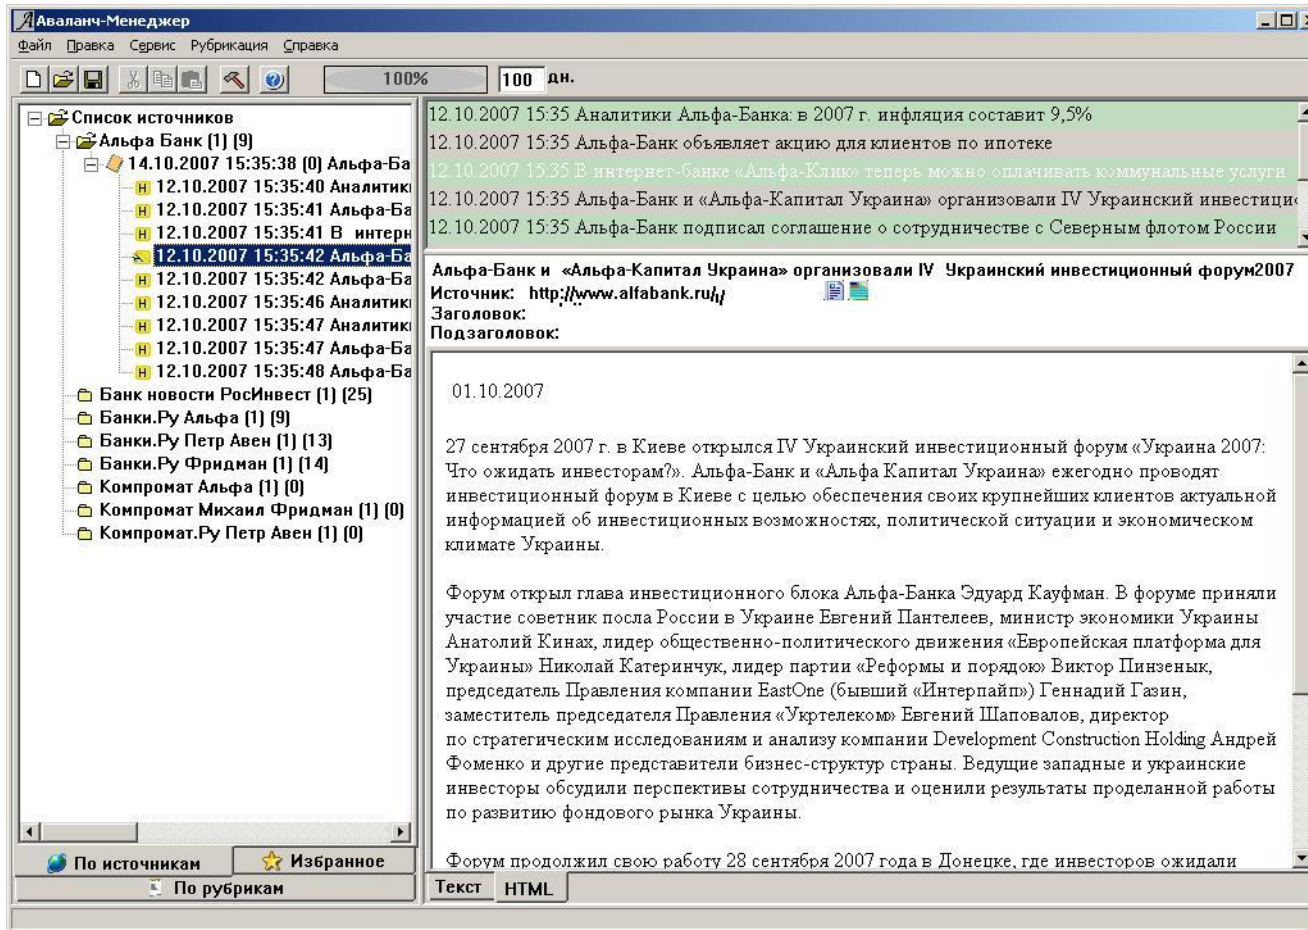 Аваланч-Менеджер
Файл Правка Сервис Рубрикация Справка
100% 100 дн.
Список источников
Альфа Банк (1) (9)
14.10.2007 15:35:38 (0) Альфа-Ба
12.10.2007 15:35:40 Аналитик
12.10.2007 15:35:41 Альфа-Ба
12.10.2007 15:35:41 В интерн
12.10.2007 15:35:42 Альфа-Ба
12.10.2007 15:35:42 Альфа-Ба
12.10.2007 15:35:46 Аналитик
12.10.2007 15:35:47 Аналитик
12.10.2007 15:35:47 Альфа-Ба
12.10.2007 15:35:48 Альфа-Ба
Банк новости РосИнвест (1) (25)
Банки.Ру Альфа (1) (9)
Банки.Ру Петр Авен (1) (13)
Банки.Ру Фридман (1) (14)
Компромат Альфа (1) (0)
Компромат Михаил Фридман (1) (0)
Компромат.Ру Петр Авен (1) (0)
По источникам Избранное
По рубрикам
12.10.2007 15:35 Аналитики Альфа-Банка: в 2007 г. инфляция составит 9,5%
12.10.2007 15:35 Альфа-Банк объявляет акцию для клиентов по ипотеке
12.10.2007 15:35 В интернет-банке «Альфа-Клик» теперь можно оплачивать коммунальные услуги
12.10.2007 15:35 Альфа-Банк и «Альфа-Капитал Украина» организовали IV Украинский инвестици
12.10.2007 15:35 Альфа-Банк подписал соглашение о сотрудничестве с Северным флотом России
Альфа-Банк и «Альфа-Капитал Украина» организовали IV Украинский инвестиционный форум2007
Источник: http://www.alfabank.ru/
Заголовок:
Подзаголовок:
01.10.2007
27 сентября 2007 г. в Киеве открылся IV Украинский инвестиционный форум «Украина 2007:
Что ожидать инвесторам?». Альфа-Банк и «Альфа Капитал Украина» ежегодно проводят
инвестиционный форум в Киеве с целью обеспечения своих крупнейших клиентов актуальной
информацией об инвестиционных возможностях, политической ситуации и экономическом
климате Украины.
Форум открыл глава инвестиционного блока Альфа-Банка Эдуард Кауфман. В форуме приняли
участие советник посла России в Украине Евгений Пантелеев, министр экономики Украины
Анатолий Кинах, лидер общественно-политического движения «Европейская платформа для
Украины» Николай Катеринчук, лидер партии «Реформы и порядок» Виктор Пинзенык,
председатель Правления компании EastOne (бывший «Интерпайп») Геннадий Газин,
заместитель председателя Правления «Укртелеком» Евгений Шаповалов, директор
по стратегическим исследованиям и анализу компании Development Construction Holding Андрей
Фоменко и другие представители бизнес-структур страны. Ведущие западные и украинские
инвесторы обсудили перспективы сотрудничества и оценили результаты проделанной работы
по развитию фондового рынка Украины.
Форум продолжил свою работу 28 сентября 2007 года в Донецке, где инвесторов ожидали
Текст HTML